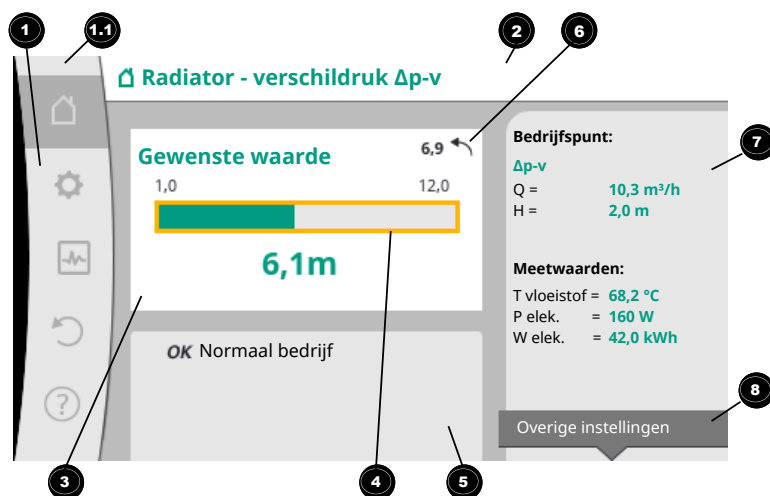 1
1.1
2
6
Radiator - verschildruk Δp-v
Gewenste waarde
6,9
1,0
12,0
6,1m
OK Normaal bedrijf
Bedrijfspunt:
7
Δp-v
Q = 10,3 m³/h
H = 2,0 m
Meetwaarden:
T vloeistof = 68,2 °C
P elek. = 160 W
W elek. = 42,0 kWh
8
Overige instellingen
?
3
4
5